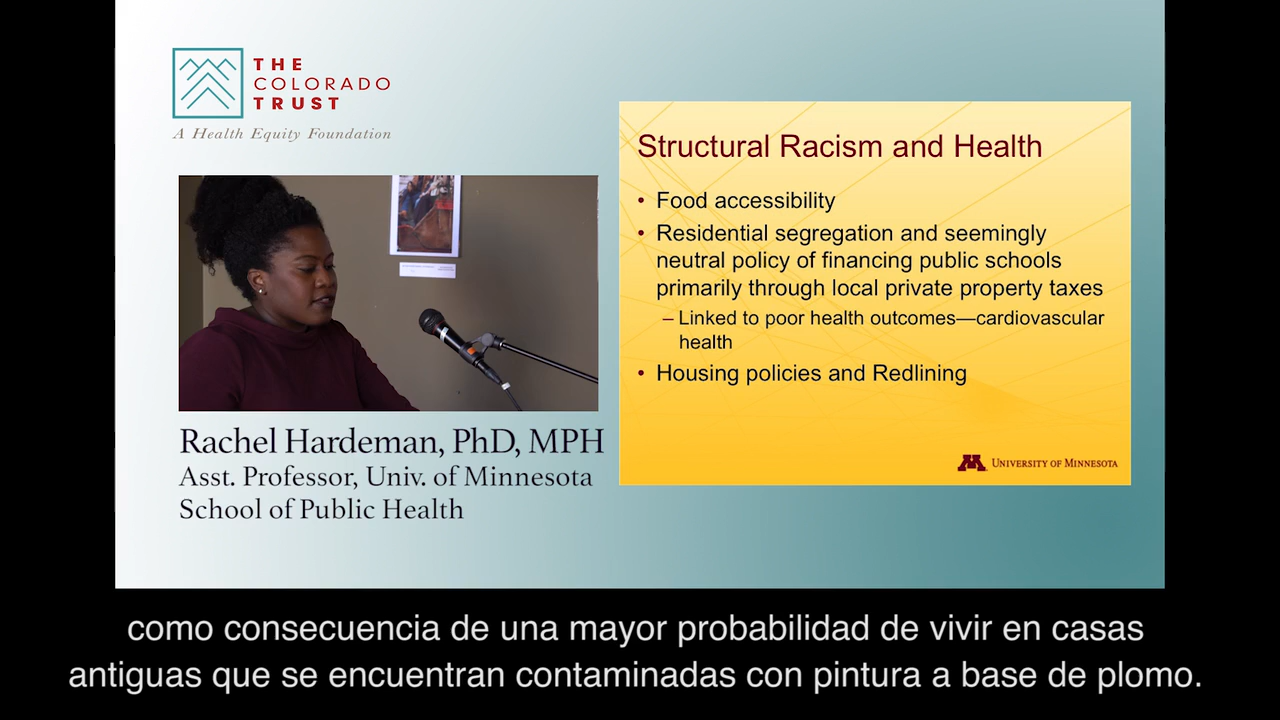 THE
COLORADO
TRUST
A Health Equity Foundation
Rachel Hardeman, PhD, MPH
Asst. Professor, Univ. of Minnesota
School of Public Health
Structural Racism and Health
• Food accessibility
• Residential segregation and seemingly
neutral policy of financing public schools
primarily through local private property taxes
– Linked to poor health outcomes—cardiovascular
health
• Housing policies and Redlining
M UNIVERSITY OF MINNESOTA
como consecuencia de una mayor probabilidad de vivir en casas
antiguas que se encuentran contaminadas con pintura a base de plomo.